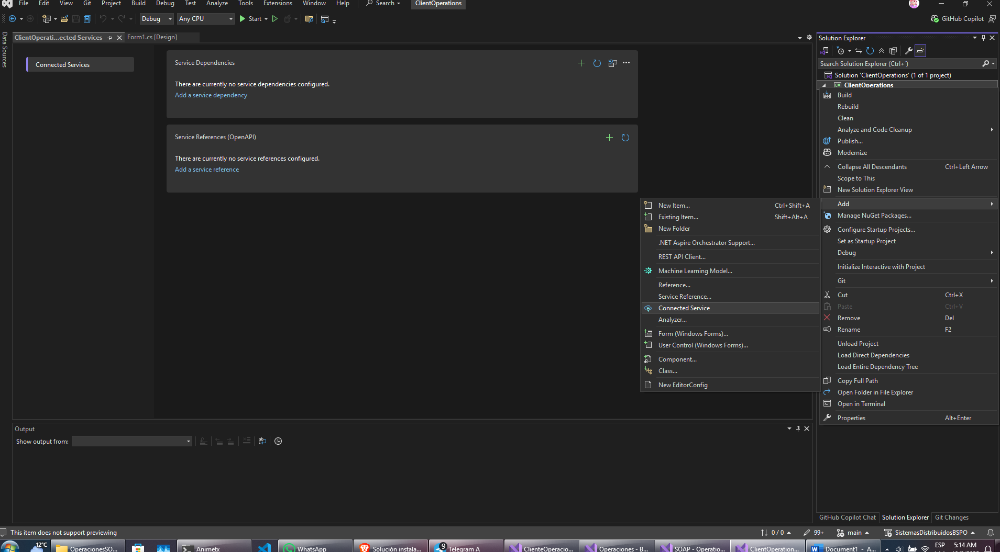 File Edit View Git Project Build Debug Test Analyze Tools Extensions Window Help Search ClientOperations
Debug Any CPU Start GitHub Copilot
Data Sources
ClientOperati...ected Services Form1.cs [Design]
Connected Services
Service Dependencies
There are currently no service dependencies configured.
Add a service dependency
Service References (OpenAPI)
There are currently no service references configured.
Add a service reference
Solution Explorer
Search Solution Explorer (Ctrl+´)
Solution 'ClientOperations' (1 of 1 project)
ClientOperations
Build
Rebuild
Clean
Analyze and Code Cleanup
Publish...
Modernize
Collapse All Descendants Ctrl+Left Arrow
Scope to This
New Solution Explorer View
Add
Manage NuGet Packages...
Configure Startup Projects...
Set as Startup Project
Debug
Initialize Interactive with Project
Git
Cut Ctrl+X
Paste Ctrl+V
Remove Del
Rename F2
Unload Project
Load Direct Dependencies
Load Entire Dependency Tree
Copy Full Path
Open Folder in File Explorer
Open in Terminal
Properties Alt+Enter
New Item... Ctrl+Shift+A
Existing Item... Shift+Alt+A
New Folder
.NET Aspire Orchestrator Support...
REST API Client...
Machine Learning Model...
Reference...
Service Reference...
Connected Service
Analyzer...
Form (Windows Forms)...
User Control (Windows Forms)...
Component...
Class...
New EditorConfig
Output
Show output from:
GitHub Copilot Chat Solution Explorer Git Changes
This item does not support previewing 0 / 0 99+ main SistemasDistribuidosBSPO
12°C OperacionesSO... Animetx WhatsApp Solución instala... 9 Telegram A ClienteOperacio... Operaciones - B... SOAP - Operatio... ClientOperation... Document1 - A... ESP 5:14 AM